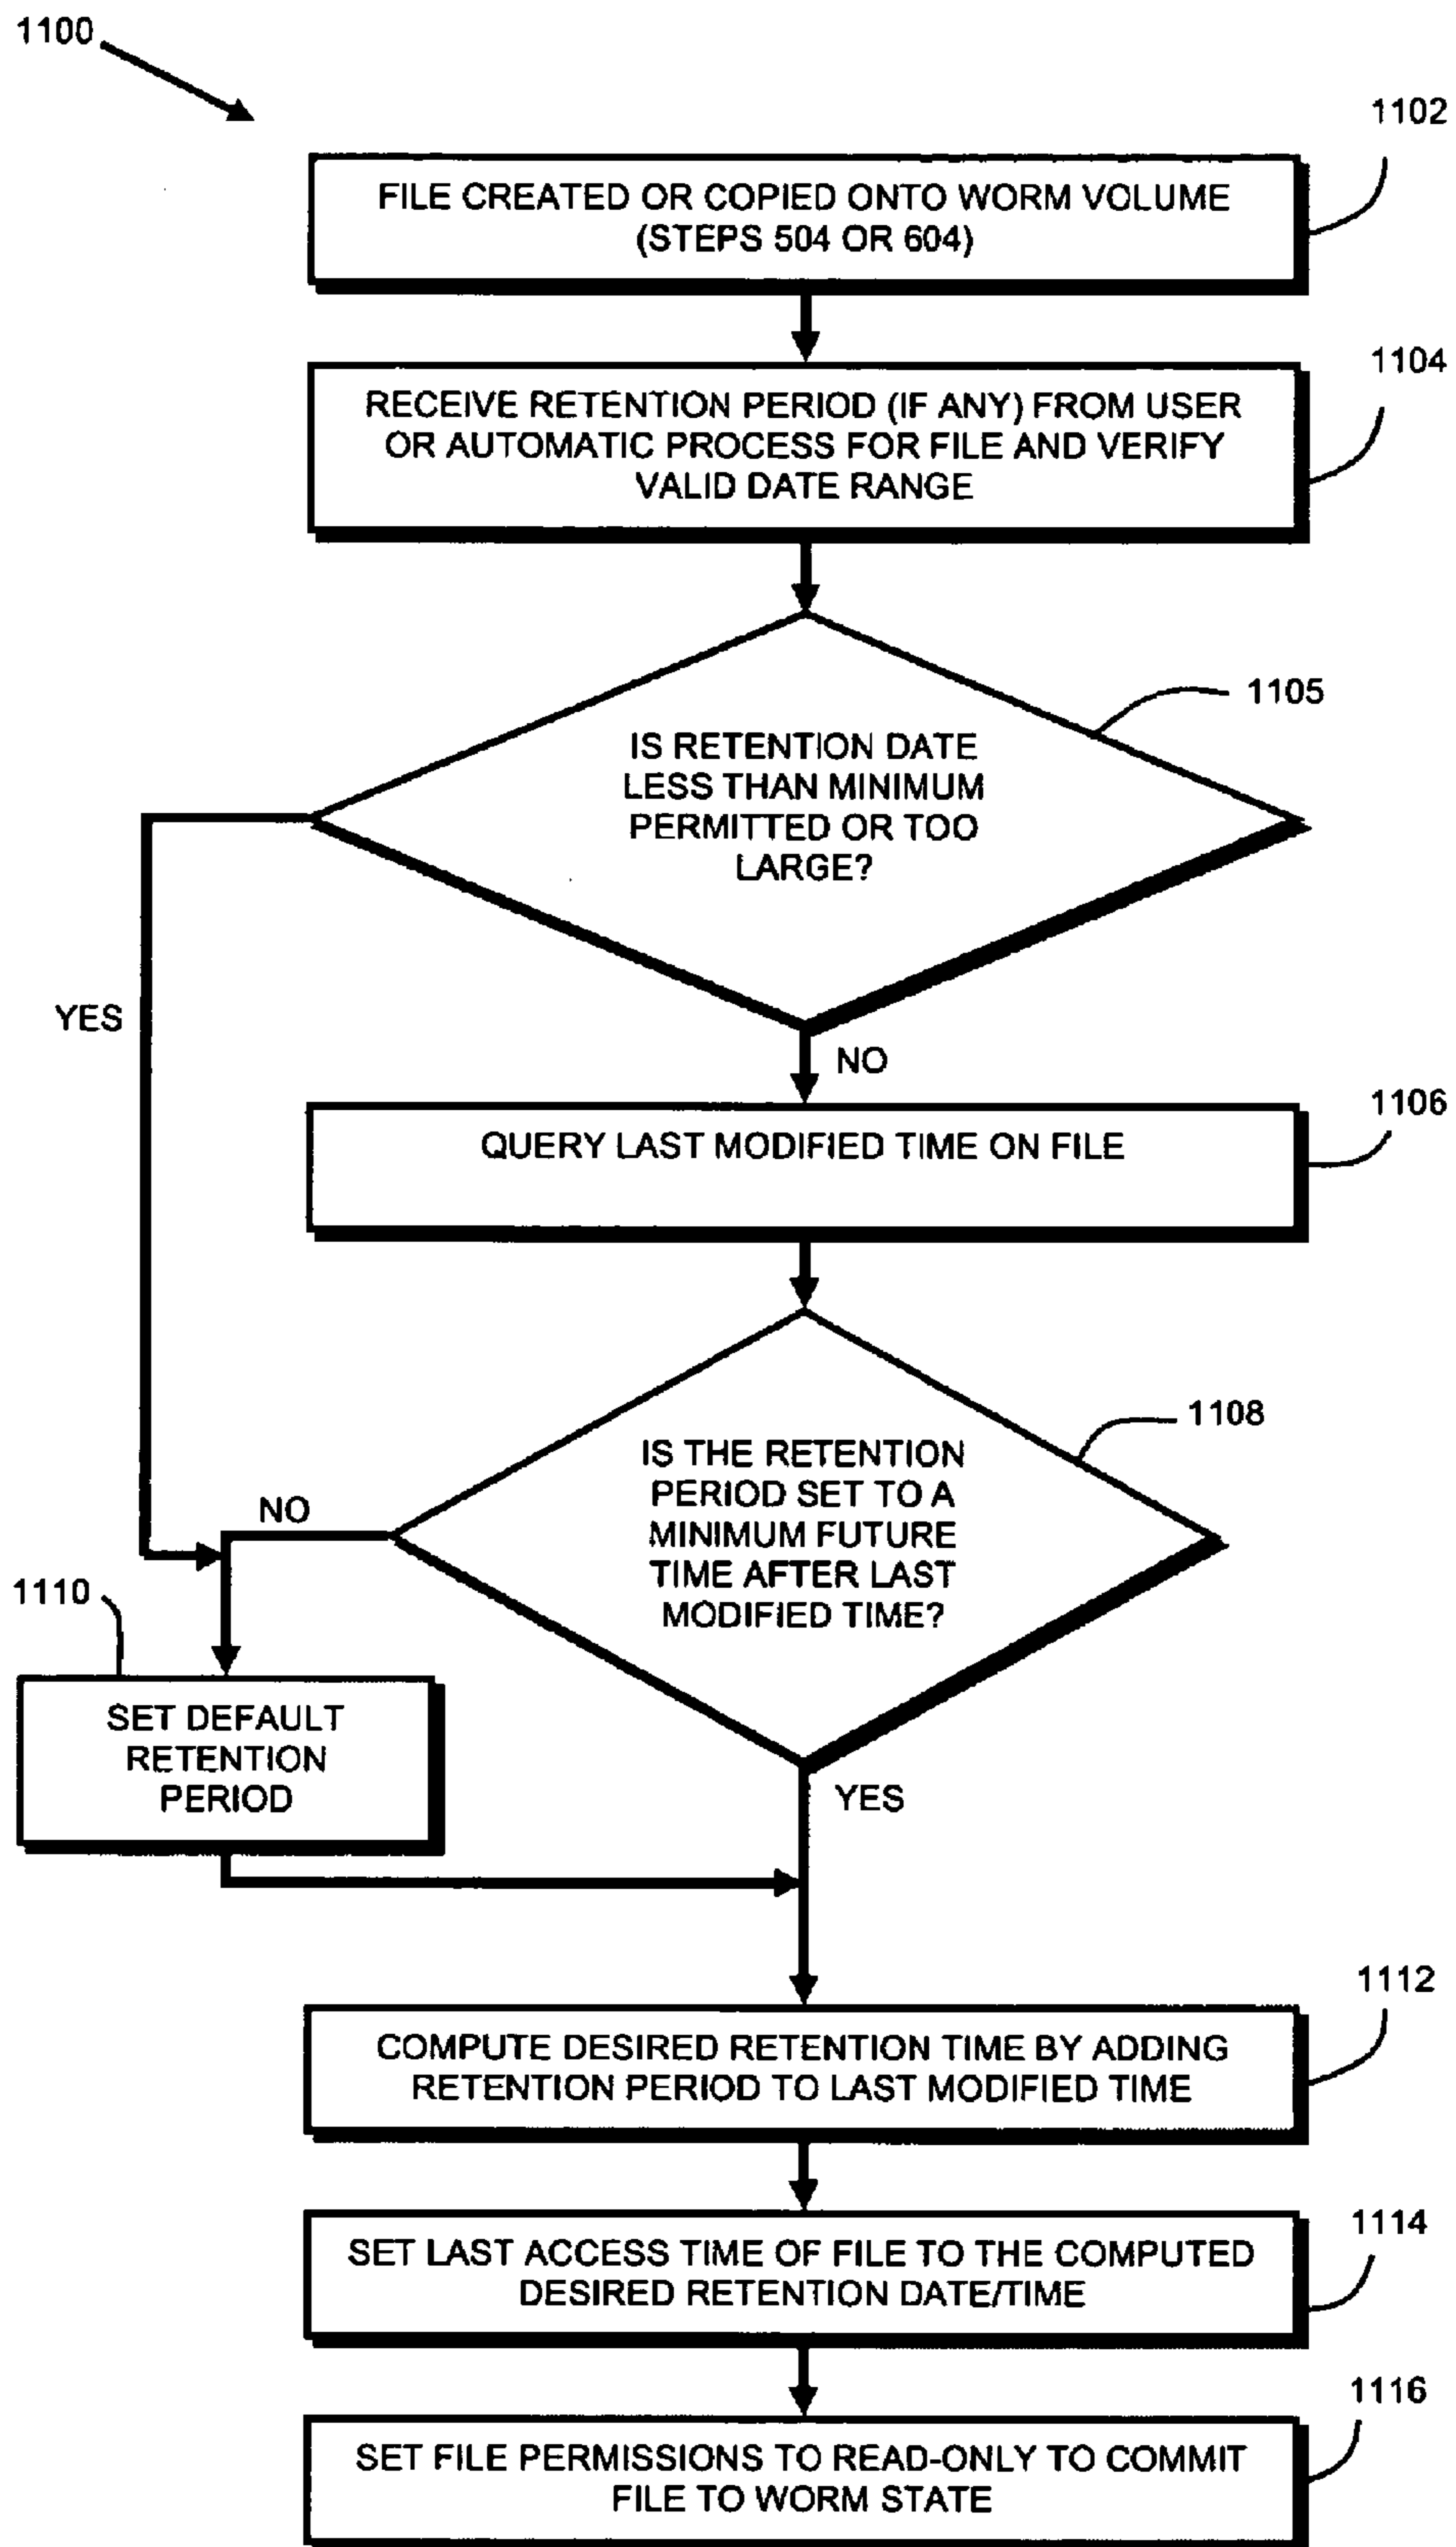 1100
1102
FILE CREATED OR COPIED ONTO WORM VOLUME
(STEPS 504 OR 604)
1104
RECEIVE RETENTION PERIOD (IF ANY) FROM USER
OR AUTOMATIC PROCESS FOR FILE AND VERIFY
VALID DATE RANGE
1105
IS RETENTION DATE
LESS THAN MINIMUM
PERMITTED OR TOO
LARGE?
YES
NO
1106
QUERY LAST MODIFIED TIME ON FILE
1108
IS THE RETENTION
PERIOD SET TO A
MINIMUM FUTURE
TIME AFTER LAST
MODIFIED TIME?
NO
1110
SET DEFAULT
RETENTION
PERIOD
YES
1112
COMPUTE DESIRED RETENTION TIME BY ADDING
RETENTION PERIOD TO LAST MODIFIED TIME
1114
SET LAST ACCESS TIME OF FILE TO THE COMPUTED
DESIRED RETENTION DATE/TIME
1116
SET FILE PERMISSIONS TO READ-ONLY TO COMMIT
FILE TO WORM STATE